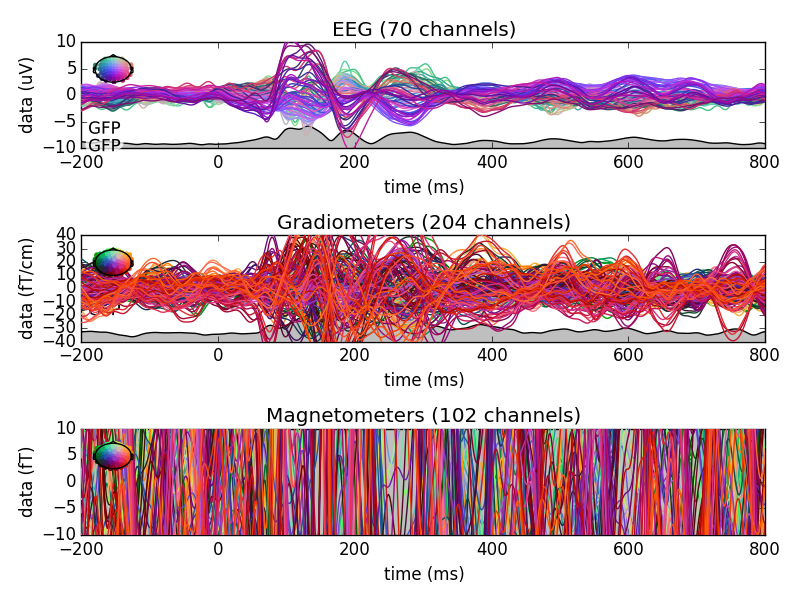 EEG (70 channels)
10
5
0
−5
−10
data (uV)
GFP
GFP
−200 0 200 400 600 800
time (ms)
Gradiometers (204 channels)
40
30
20
10
0
−10
−20
−30
−40
data (fT/cm)
−200 0 200 400 600 800
time (ms)
Magnetometers (102 channels)
10
5
0
−5
−10
data (fT)
−200 0 200 400 600 800
time (ms)